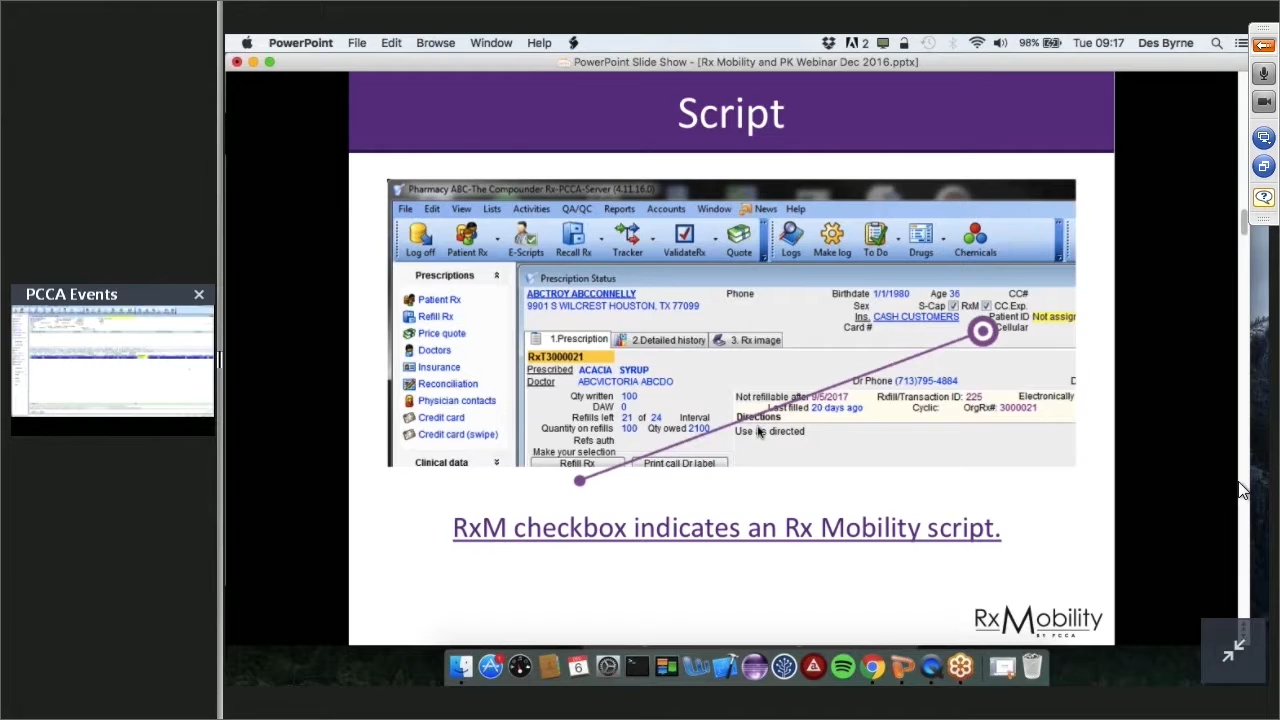 PowerPoint File Edit Browse Window Help 2 98% Tue 09:17 Des Byrne
PowerPoint Slide Show - [Rx Mobility and PK Webinar Dec 2016.pptx]
Script
Pharmacy ABC-The Compounder Rx-PCCA-Server (4.11.16.0)
File Edit View Lists Activities QA/QC Reports Accounts Window News Help
Log off Patient Rx E-Scripts Recall Rx Tracker ValidateRx Quote Logs Make log To Do Drugs Chemicals
Prescriptions
Patient Rx
Refill Rx
Price quote
Doctors
Insurance
Reconciliation
Physician contacts
Credit card
Credit card (swipe)
Clinical data
Prescription Status
ABCTROY ABCCONNELLY Phone Birthdate 1/1/1980 Age 36 CC#
9901 S WILCREST HOUSTON, TX 77099 Sex S-Cap RxM CC.Exp.
Ins. CASH CUSTOMERS Patient ID Not assign
Card # Cellular
1.Prescription 2.Detailed history 3. Rx image
RxT3000021
Prescribed ACACIA SYRUP
Doctor ABCVICTORIA ABCDO Dr Phone (713)795-4884
Qty written 100 Not refillable after 9/5/2017 Rxfill/Transaction ID: 225 Electronically
DAW 0 Last filled 20 days ago Cyclic: OrgRx#: 3000021
Refills left 21 of 24 Interval Directions
Quantity on refills 100 Qty owed 2100 Use as directed
Refs auth
Make your selection
Refill Rx Print call Dr label
RxM checkbox indicates an Rx Mobility script.
RxMobility
BY PCCA
PCCA Events
6